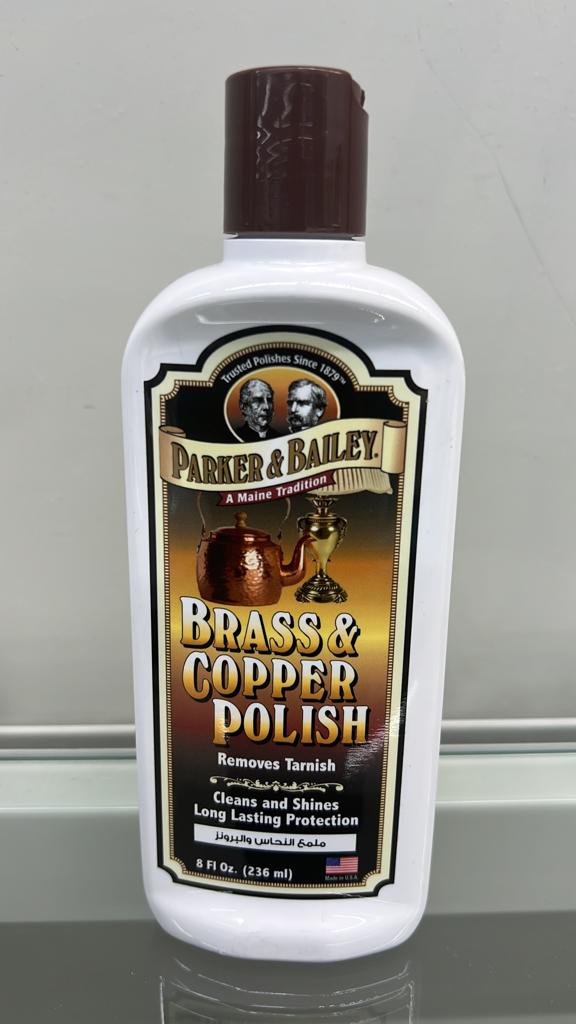 Trusted Polishes Since 1879™
PARKER & BAILEY®
A Maine Tradition
BRASS &
COPPER
POLISH
Removes Tarnish
Cleans and Shines
Long Lasting Protection
ملمع النحاس والبرونز
8 Fl Oz. (236 ml)
Made in U.S.A.